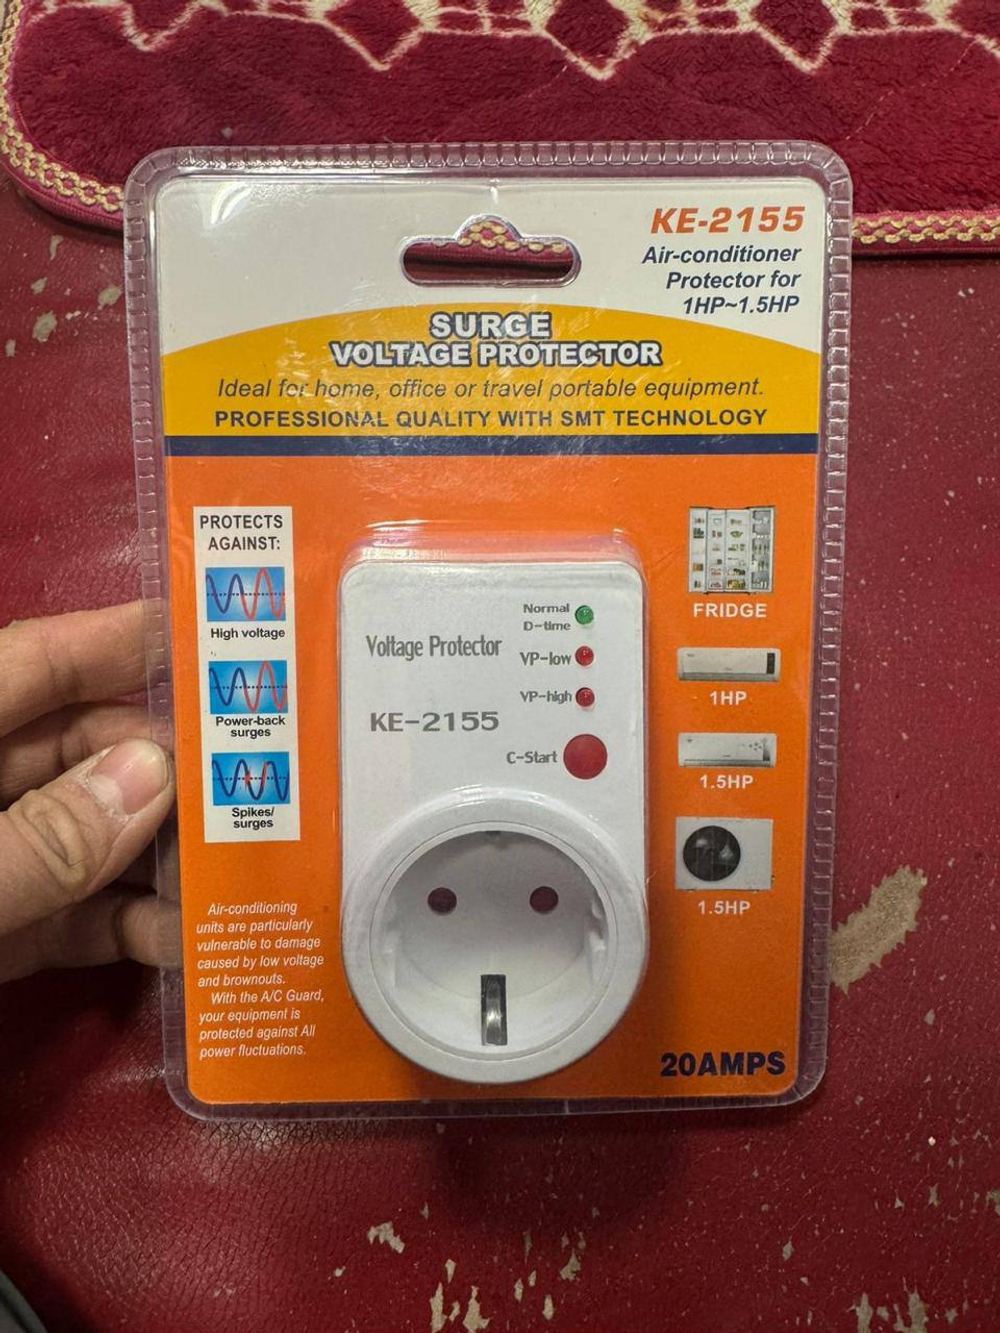 KE-2155
Air-conditioner
Protector for
1HP~1.5HP
SURGE
VOLTAGE PROTECTOR
Ideal for home, office or travel portable equipment.
PROFESSIONAL QUALITY WITH SMT TECHNOLOGY
PROTECTS
AGAINST:
High voltage
Power-back
surges
Spikes/
surges
Air-conditioning
units are particularly
vulnerable to damage
caused by low voltage
and brownouts.
With the A/C Guard,
your equipment is
protected against All
power fluctuations.
Normal
D-time
Voltage Protector
VP-low
VP-high
KE-2155
C-Start
FRIDGE
1HP
1.5HP
1.5HP
20AMPS